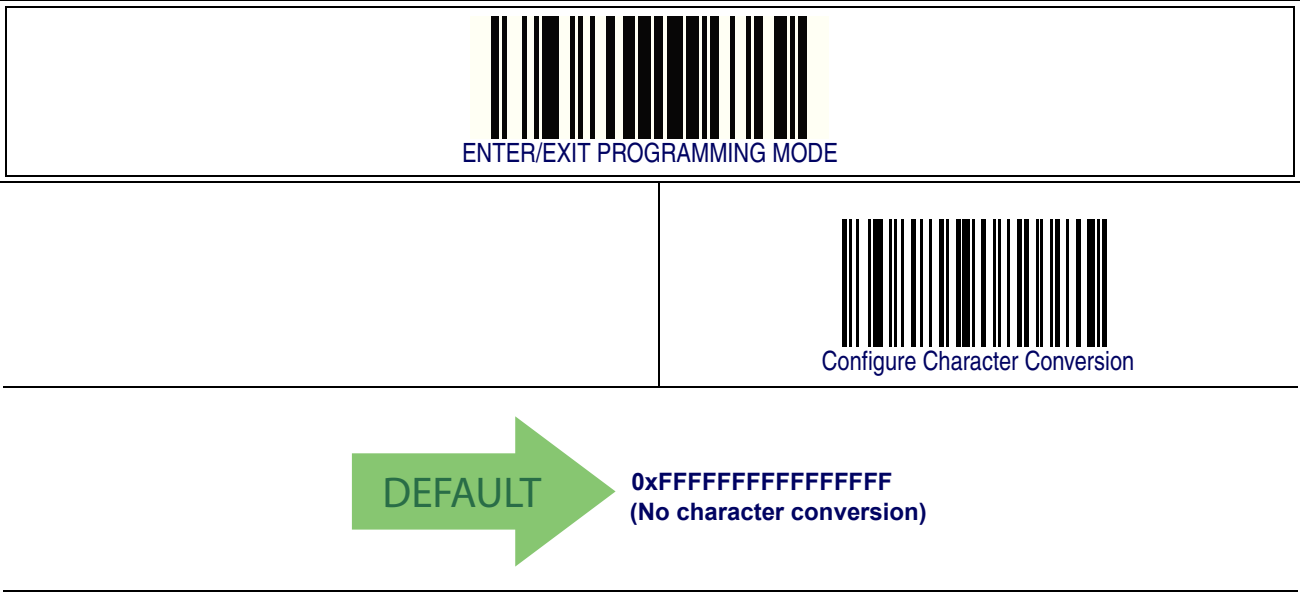 ENTER/EXIT PROGRAMMING MODE
Configure Character Conversion
DEFAULT
0xFFFFFFFFFFFFFFFF
(No character conversion)